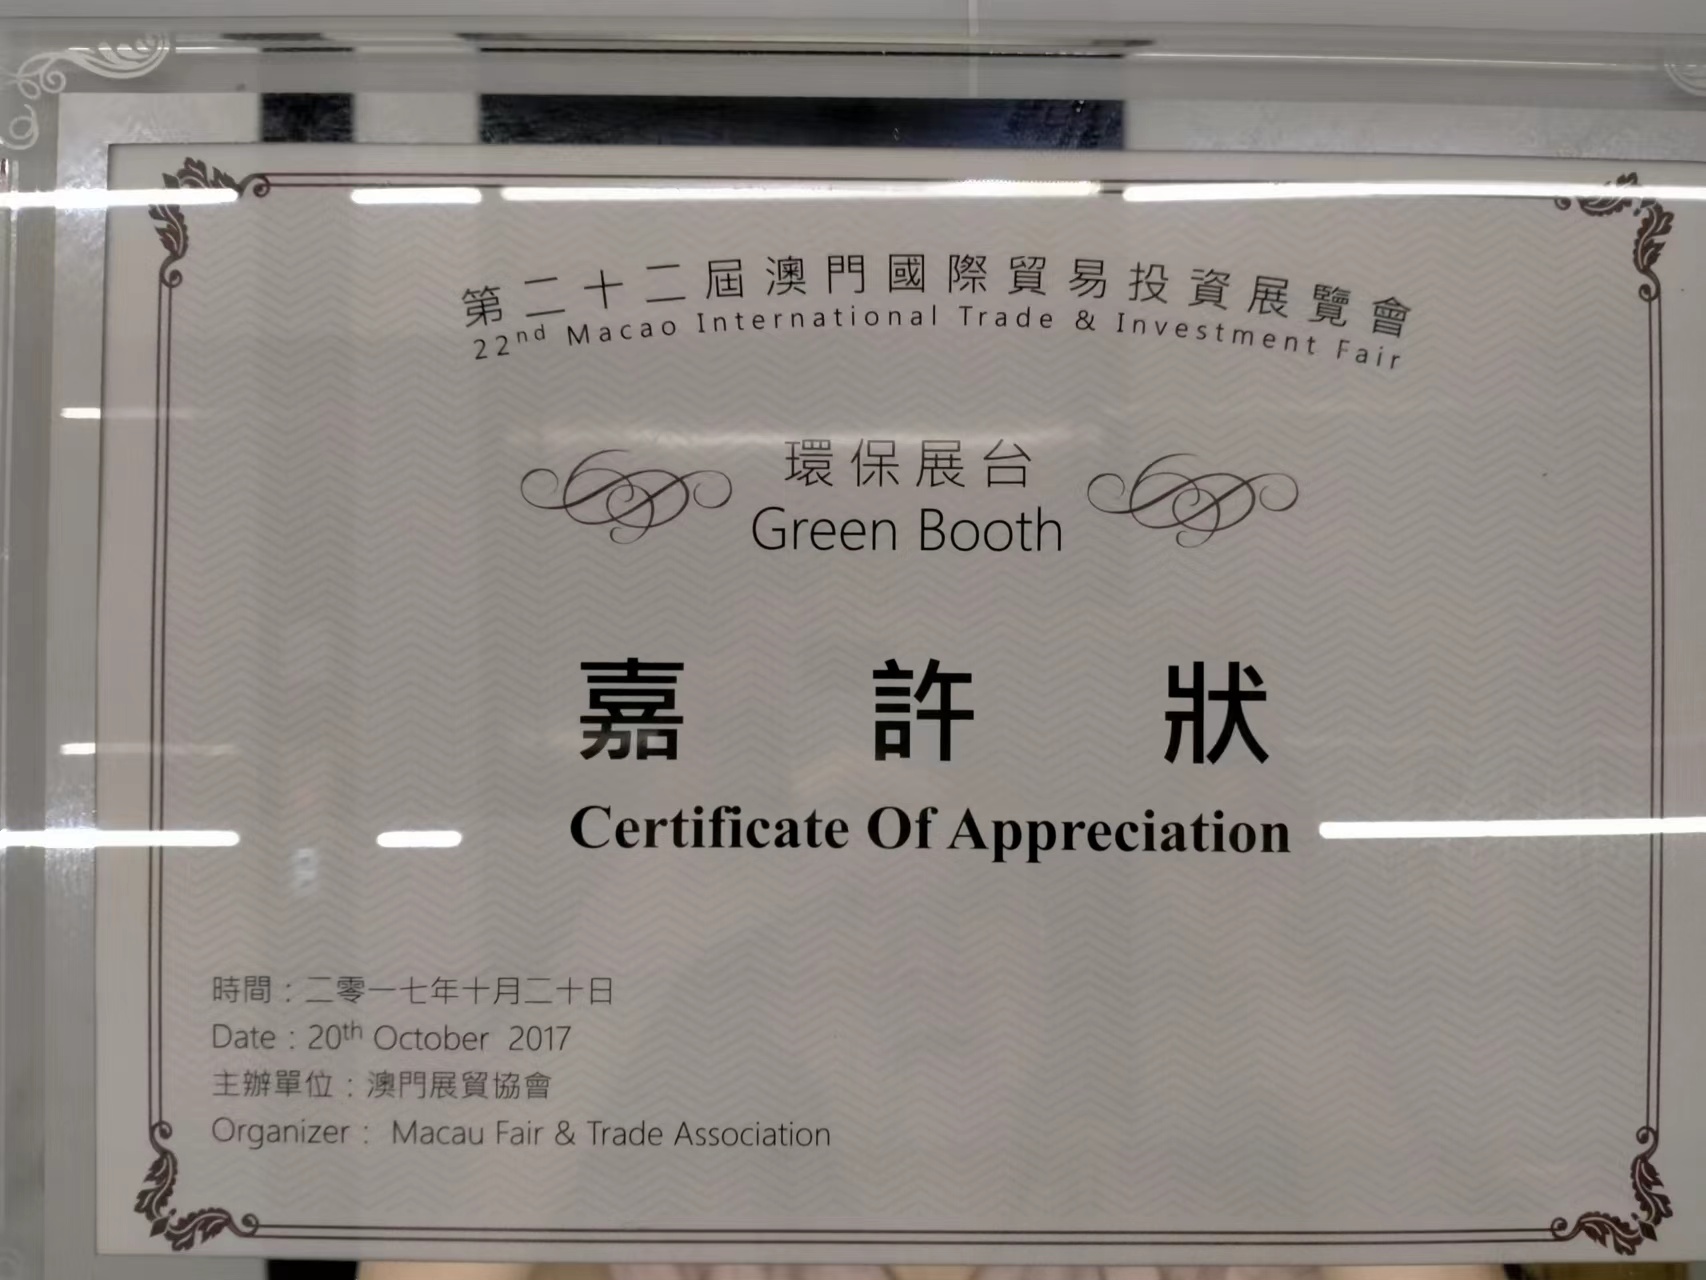 第二十二屆澳門國際貿易投資展覽會
22nd Macao International Trade & Investment Fair
環保展台
Green Booth
嘉許狀
Certificate Of Appreciation
時間：二零一七年十月二十日
Date : 20th October 2017
主辦單位：澳門展貿協會
Organizer : Macau Fair & Trade Association